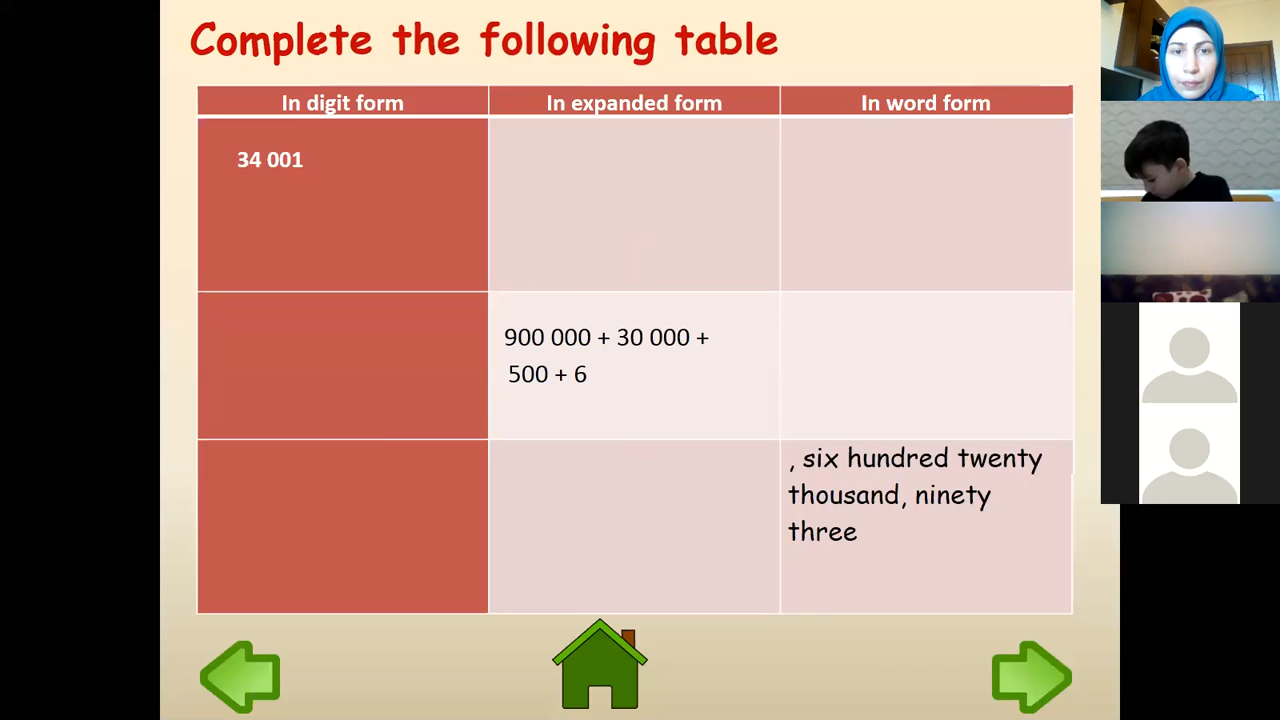 Complete the following table
In digit form
In expanded form
In word form
34 001
900 000 + 30 000 +
500 + 6
, six hundred twenty
thousand, ninety
three